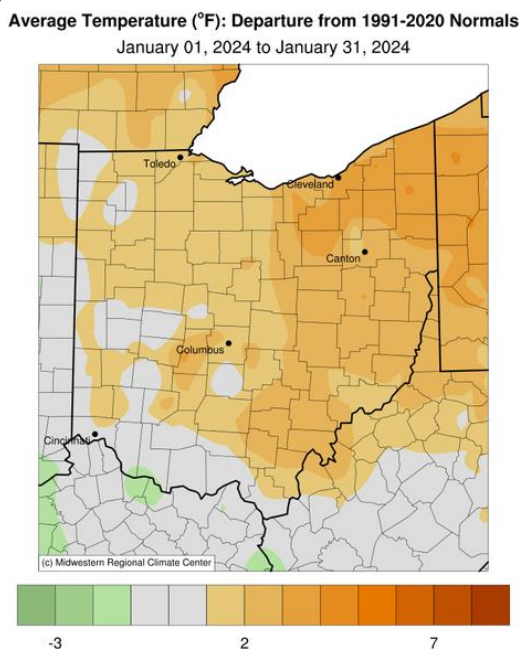 Average Temperature (°F): Departure from 1991-2020 Normals
January 01, 2024 to January 31, 2024
Toledo
Cleveland
Canton
Columbus
Cincinnati
(c) Midwestern Regional Climate Center
-3 2 7